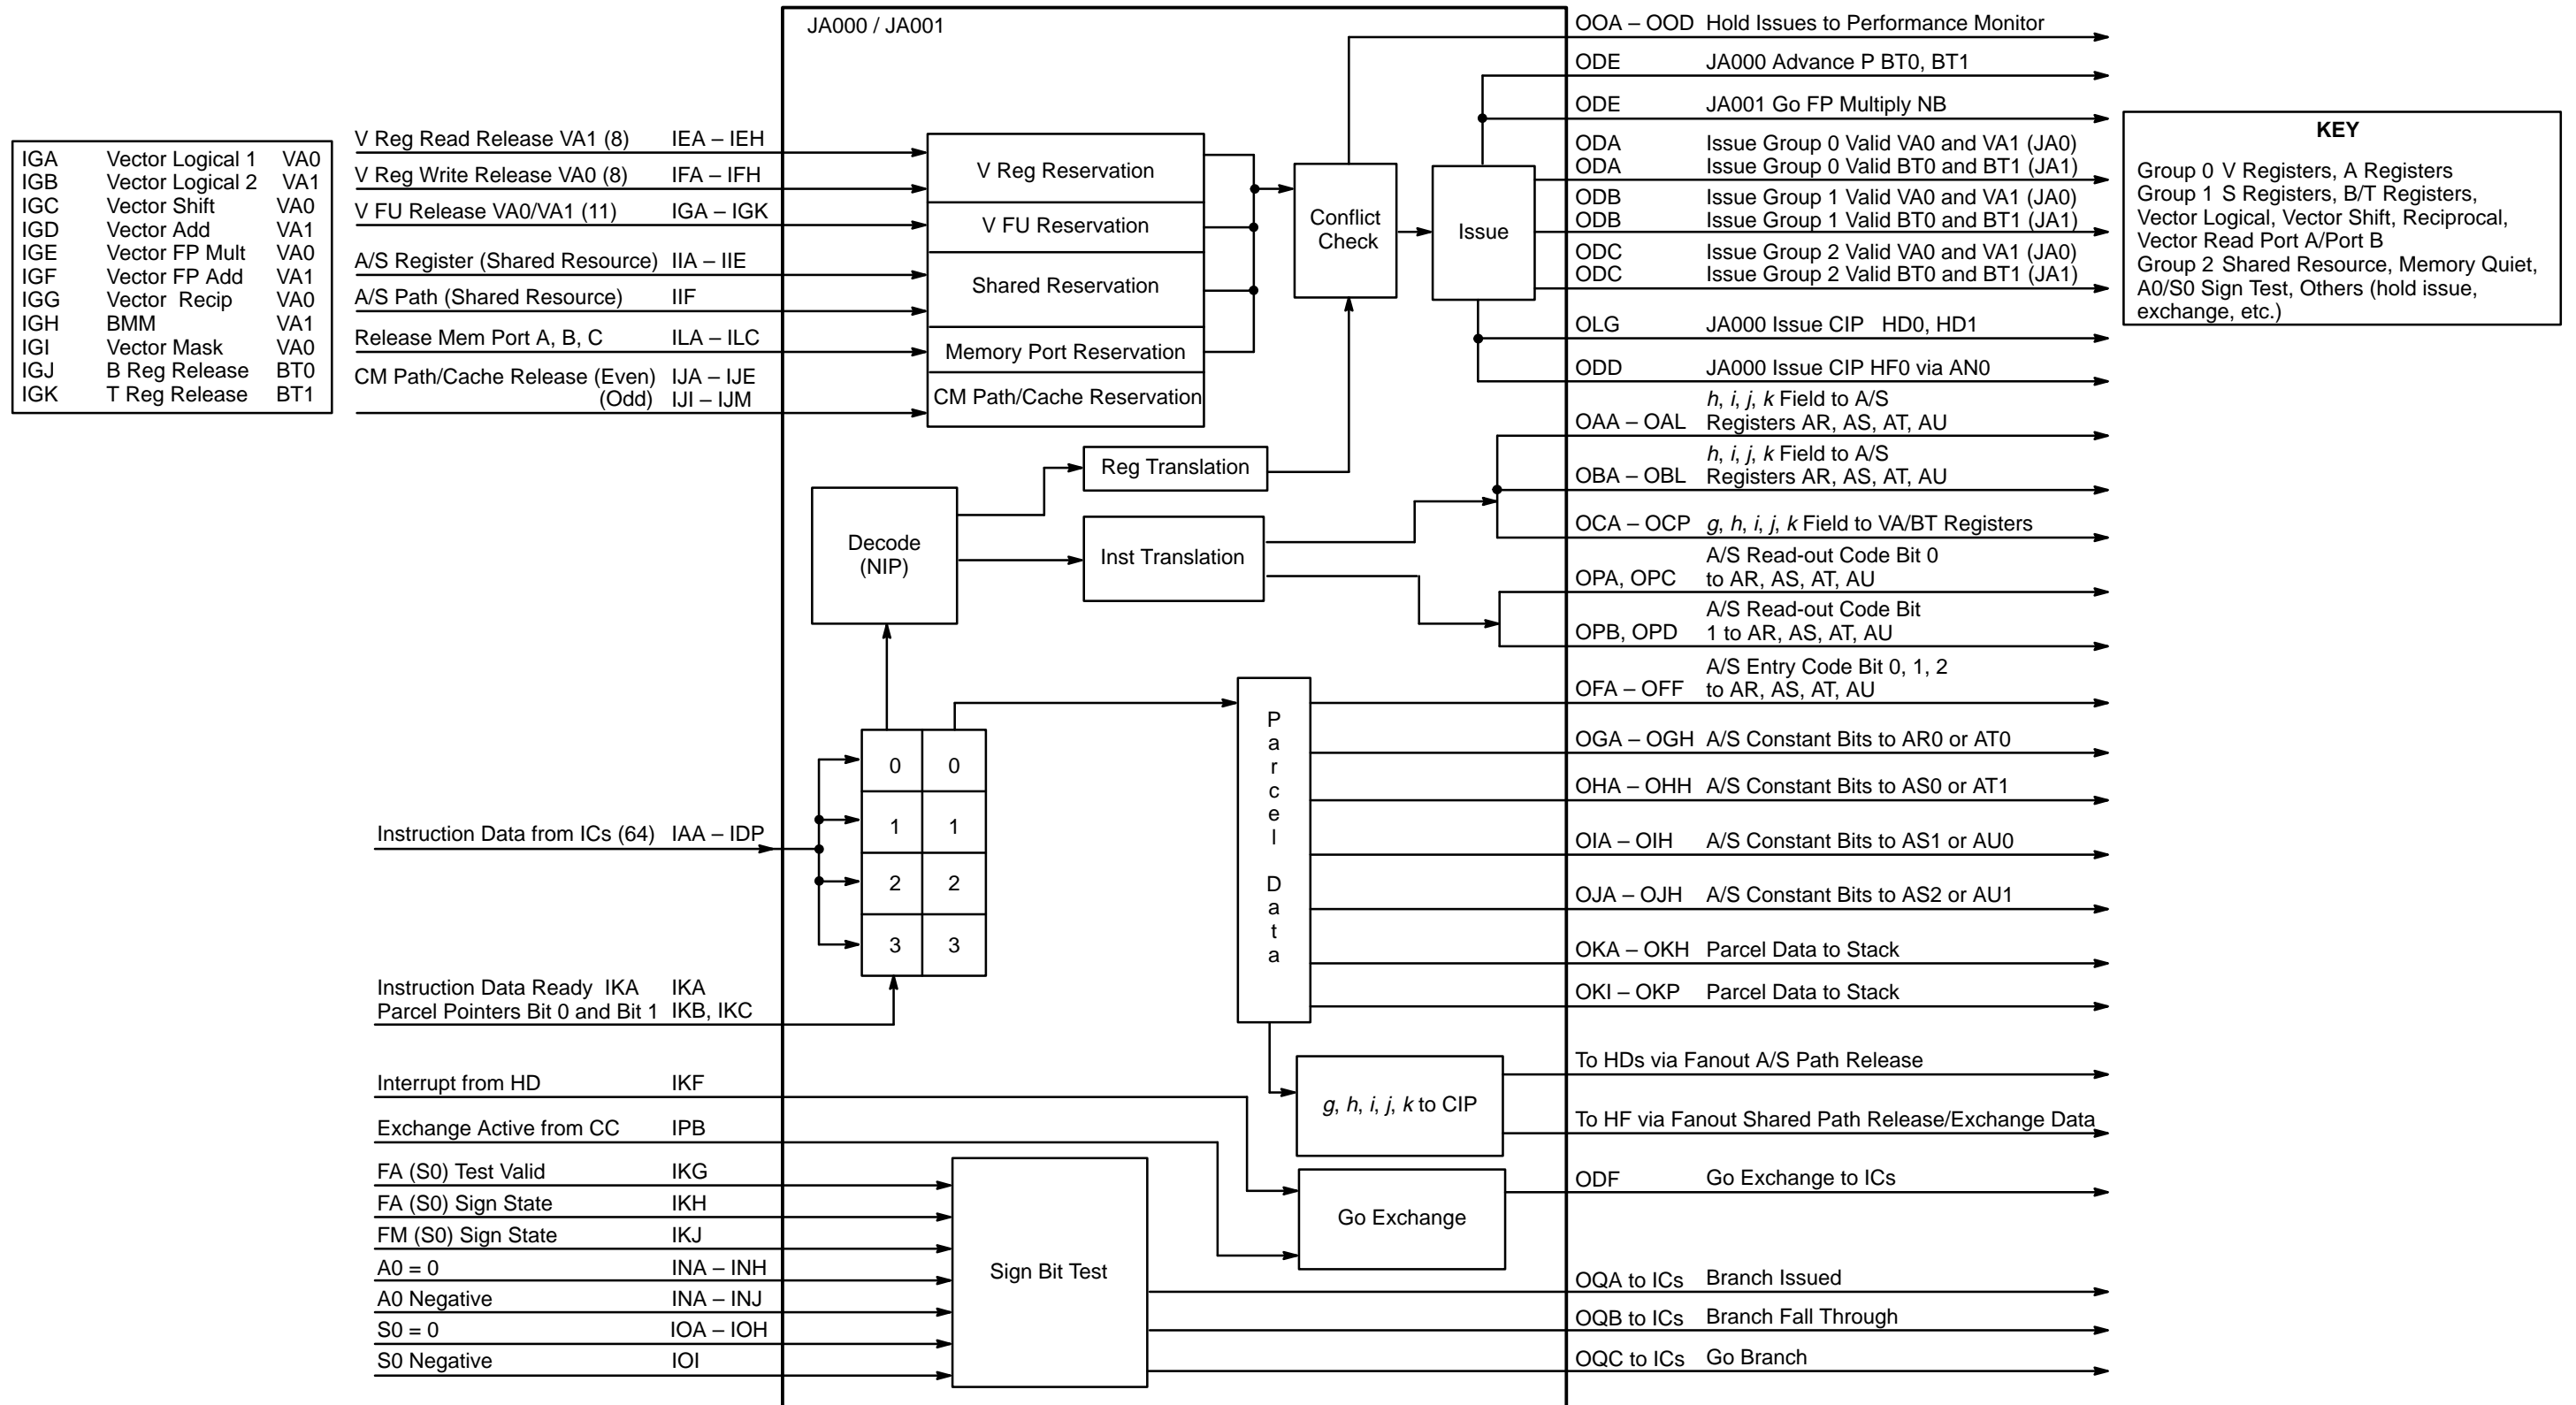 JA000 / JA001
IGA Vector Logical 1 VA0
IGB Vector Logical 2 VA1
IGC Vector Shift VA0
IGD Vector Add VA1
IGE Vector FP Mult VA0
IGF Vector FP Add VA1
IGG Vector Recip VA0
IGH BMM VA1
IGI Vector Mask VA0
IGJ B Reg Release BT0
IGK T Reg Release BT1
V Reg Read Release VA1 (8) IEA – IEH
V Reg Write Release VA0 (8) IFA – IFH
V FU Release VA0/VA1 (11) IGA – IGK
A/S Register (Shared Resource) IIA – IIE
A/S Path (Shared Resource) IIF
Release Mem Port A, B, C ILA – ILC
CM Path/Cache Release (Even) IJA – IJE
(Odd) IJI – IJM
V Reg Reservation
V FU Reservation
Shared Reservation
Memory Port Reservation
CM Path/Cache Reservation
Conflict
Check
Issue
Reg Translation
Decode
(NIP)
Inst Translation
Instruction Data from ICs (64) IAA – IDP
0 0
1 1
2 2
3 3
Instruction Data Ready IKA IKA
Parcel Pointers Bit 0 and Bit 1 IKB, IKC
Parcel Data
g, h, i, j, k to CIP
Interrupt from HD IKF
Exchange Active from CC IPB
FA (S0) Test Valid IKG
FA (S0) Sign State IKH
FM (S0) Sign State IKJ
A0 = 0 INA – INH
A0 Negative INA – INJ
S0 = 0 IOA – IOH
S0 Negative IOI
Sign Bit Test
Go Exchange
OOA – OOD Hold Issues to Performance Monitor
ODE JA000 Advance P BT0, BT1
ODE JA001 Go FP Multiply NB
ODA Issue Group 0 Valid VA0 and VA1 (JA0)
ODA Issue Group 0 Valid BT0 and BT1 (JA1)
ODB Issue Group 1 Valid VA0 and VA1 (JA0)
ODB Issue Group 1 Valid BT0 and BT1 (JA1)
ODC Issue Group 2 Valid VA0 and VA1 (JA0)
ODC Issue Group 2 Valid BT0 and BT1 (JA1)
OLG JA000 Issue CIP HD0, HD1
ODD JA000 Issue CIP HF0 via AN0
h, i, j, k Field to A/S
OAA – OAL Registers AR, AS, AT, AU
h, i, j, k Field to A/S
OBA – OBL Registers AR, AS, AT, AU
OCA – OCP g, h, i, j, k Field to VA/BT Registers
A/S Read-out Code Bit 0
OPA, OPC to AR, AS, AT, AU
A/S Read-out Code Bit
OPB, OPD 1 to AR, AS, AT, AU
A/S Entry Code Bit 0, 1, 2
OFA – OFF to AR, AS, AT, AU
OGA – OGH A/S Constant Bits to AR0 or AT0
OHA – OHH A/S Constant Bits to AS0 or AT1
OIA – OIH A/S Constant Bits to AS1 or AU0
OJA – OJH A/S Constant Bits to AS2 or AU1
OKA – OKH Parcel Data to Stack
OKI – OKP Parcel Data to Stack
To HDs via Fanout A/S Path Release
To HF via Fanout Shared Path Release/Exchange Data
ODF Go Exchange to ICs
OQA to ICs Branch Issued
OQB to ICs Branch Fall Through
OQC to ICs Go Branch
KEY
Group 0 V Registers, A Registers
Group 1 S Registers, B/T Registers,
Vector Logical, Vector Shift, Reciprocal,
Vector Read Port A/Port B
Group 2 Shared Resource, Memory Quiet,
A0/S0 Sign Test, Others (hold issue,
exchange, etc.)